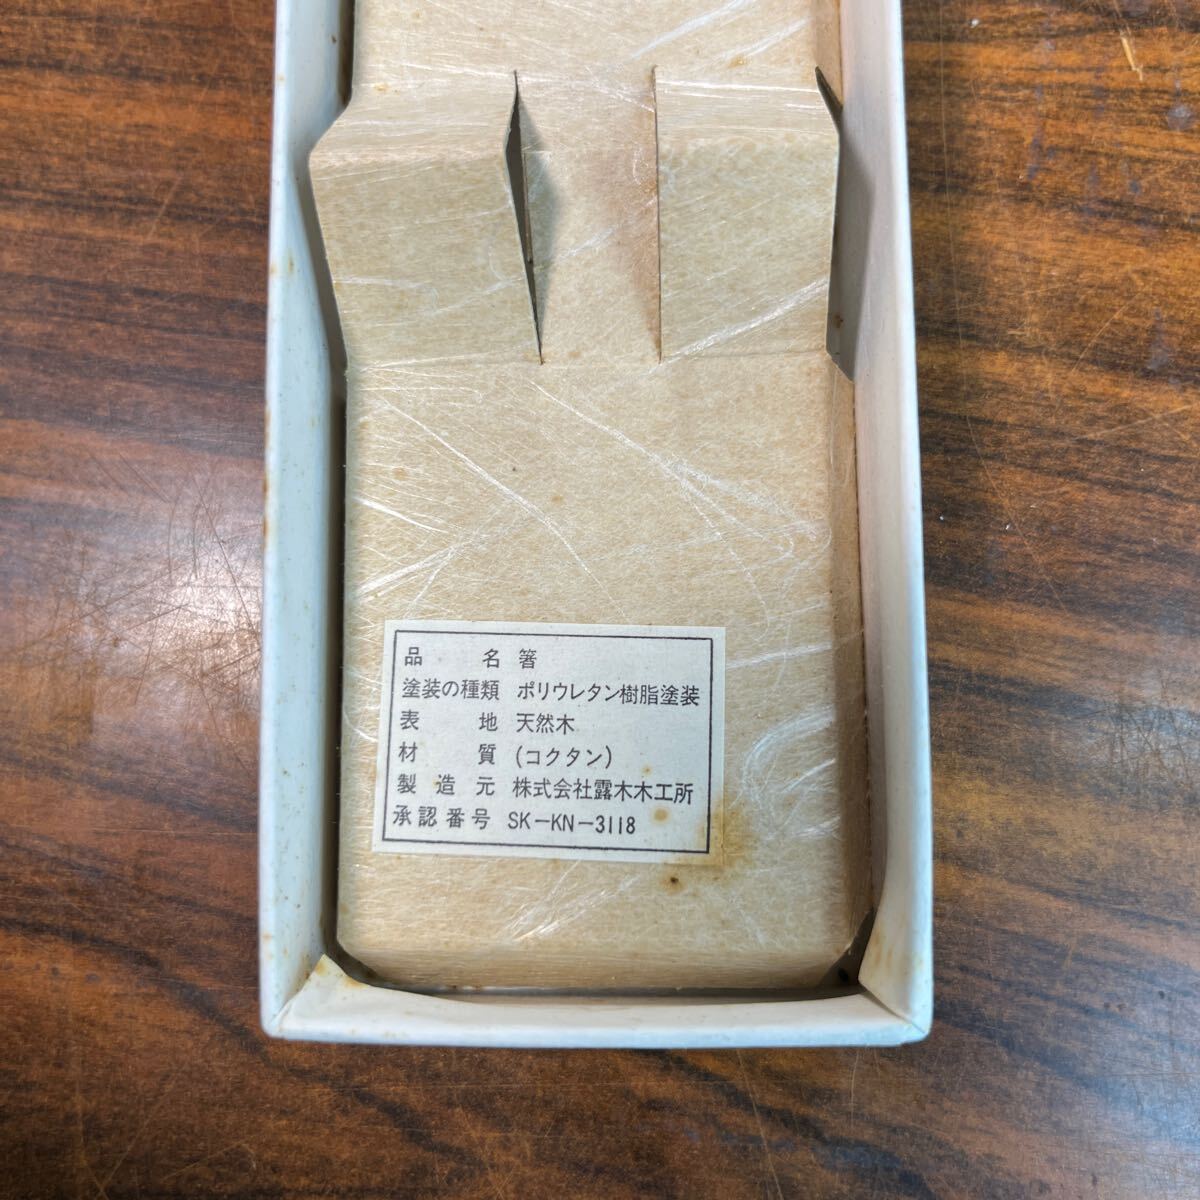 品名 箸
塗装の種類 ポリウレタン樹脂塗装
表地 天然木
材質 (コクタン)
製造元 株式会社露木木工所
承認番号 SK-KN-3118